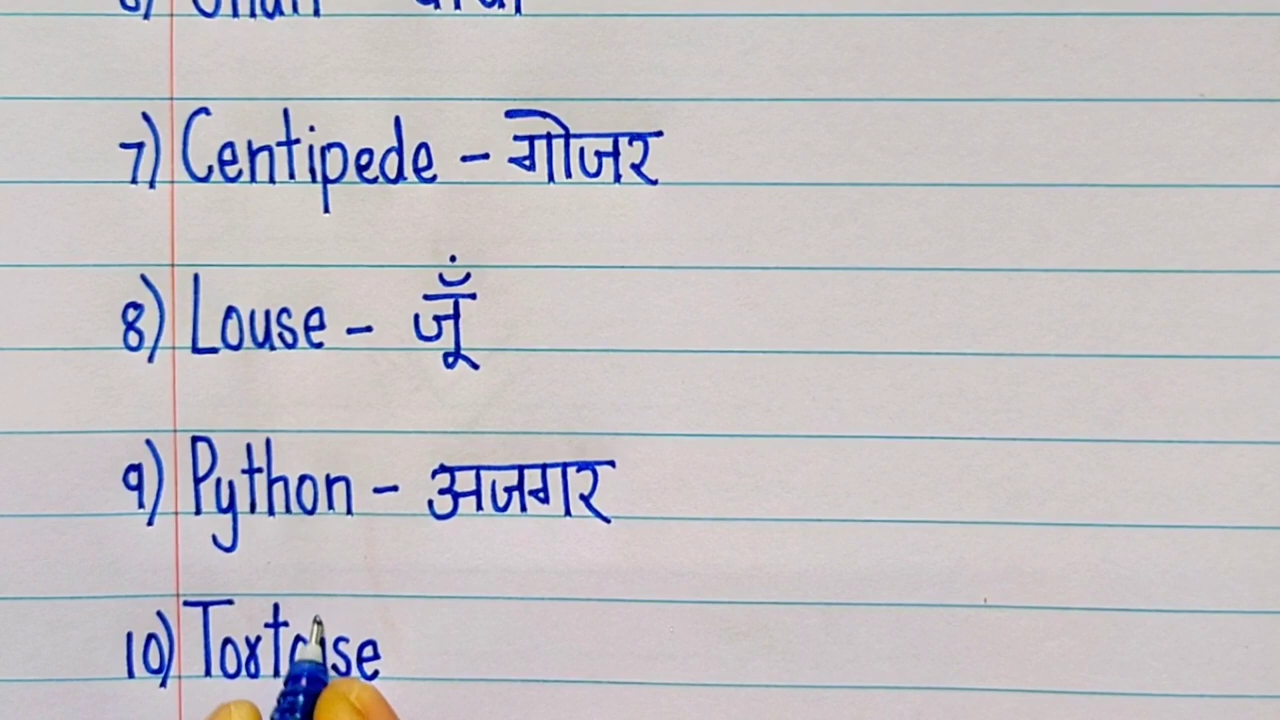 7) Centipede - गोजर
8) Louse - जूँ
9) Python - अजगर
10) Tortoise